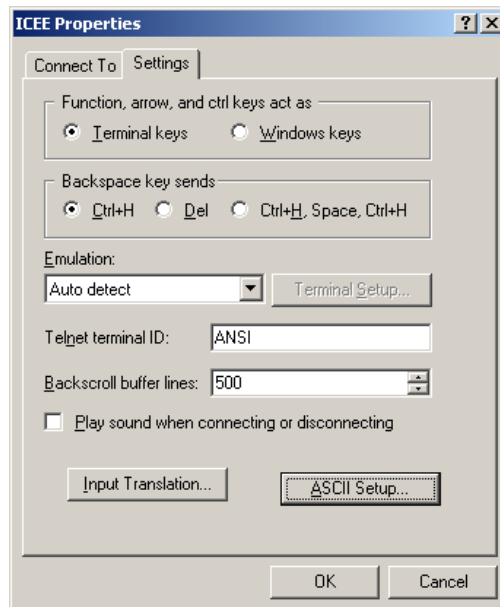 ICEE Properties
Connect To Settings
Function, arrow, and ctrl keys act as
Terminal keys Windows keys
Backspace key sends
Ctrl+H Del Ctrl+H, Space, Ctrl+H
Emulation:
Auto detect Terminal Setup...
Telnet terminal ID: ANSI
Backscroll buffer lines: 500
Play sound when connecting or disconnecting
Input Translation... ASCII Setup...
OK Cancel